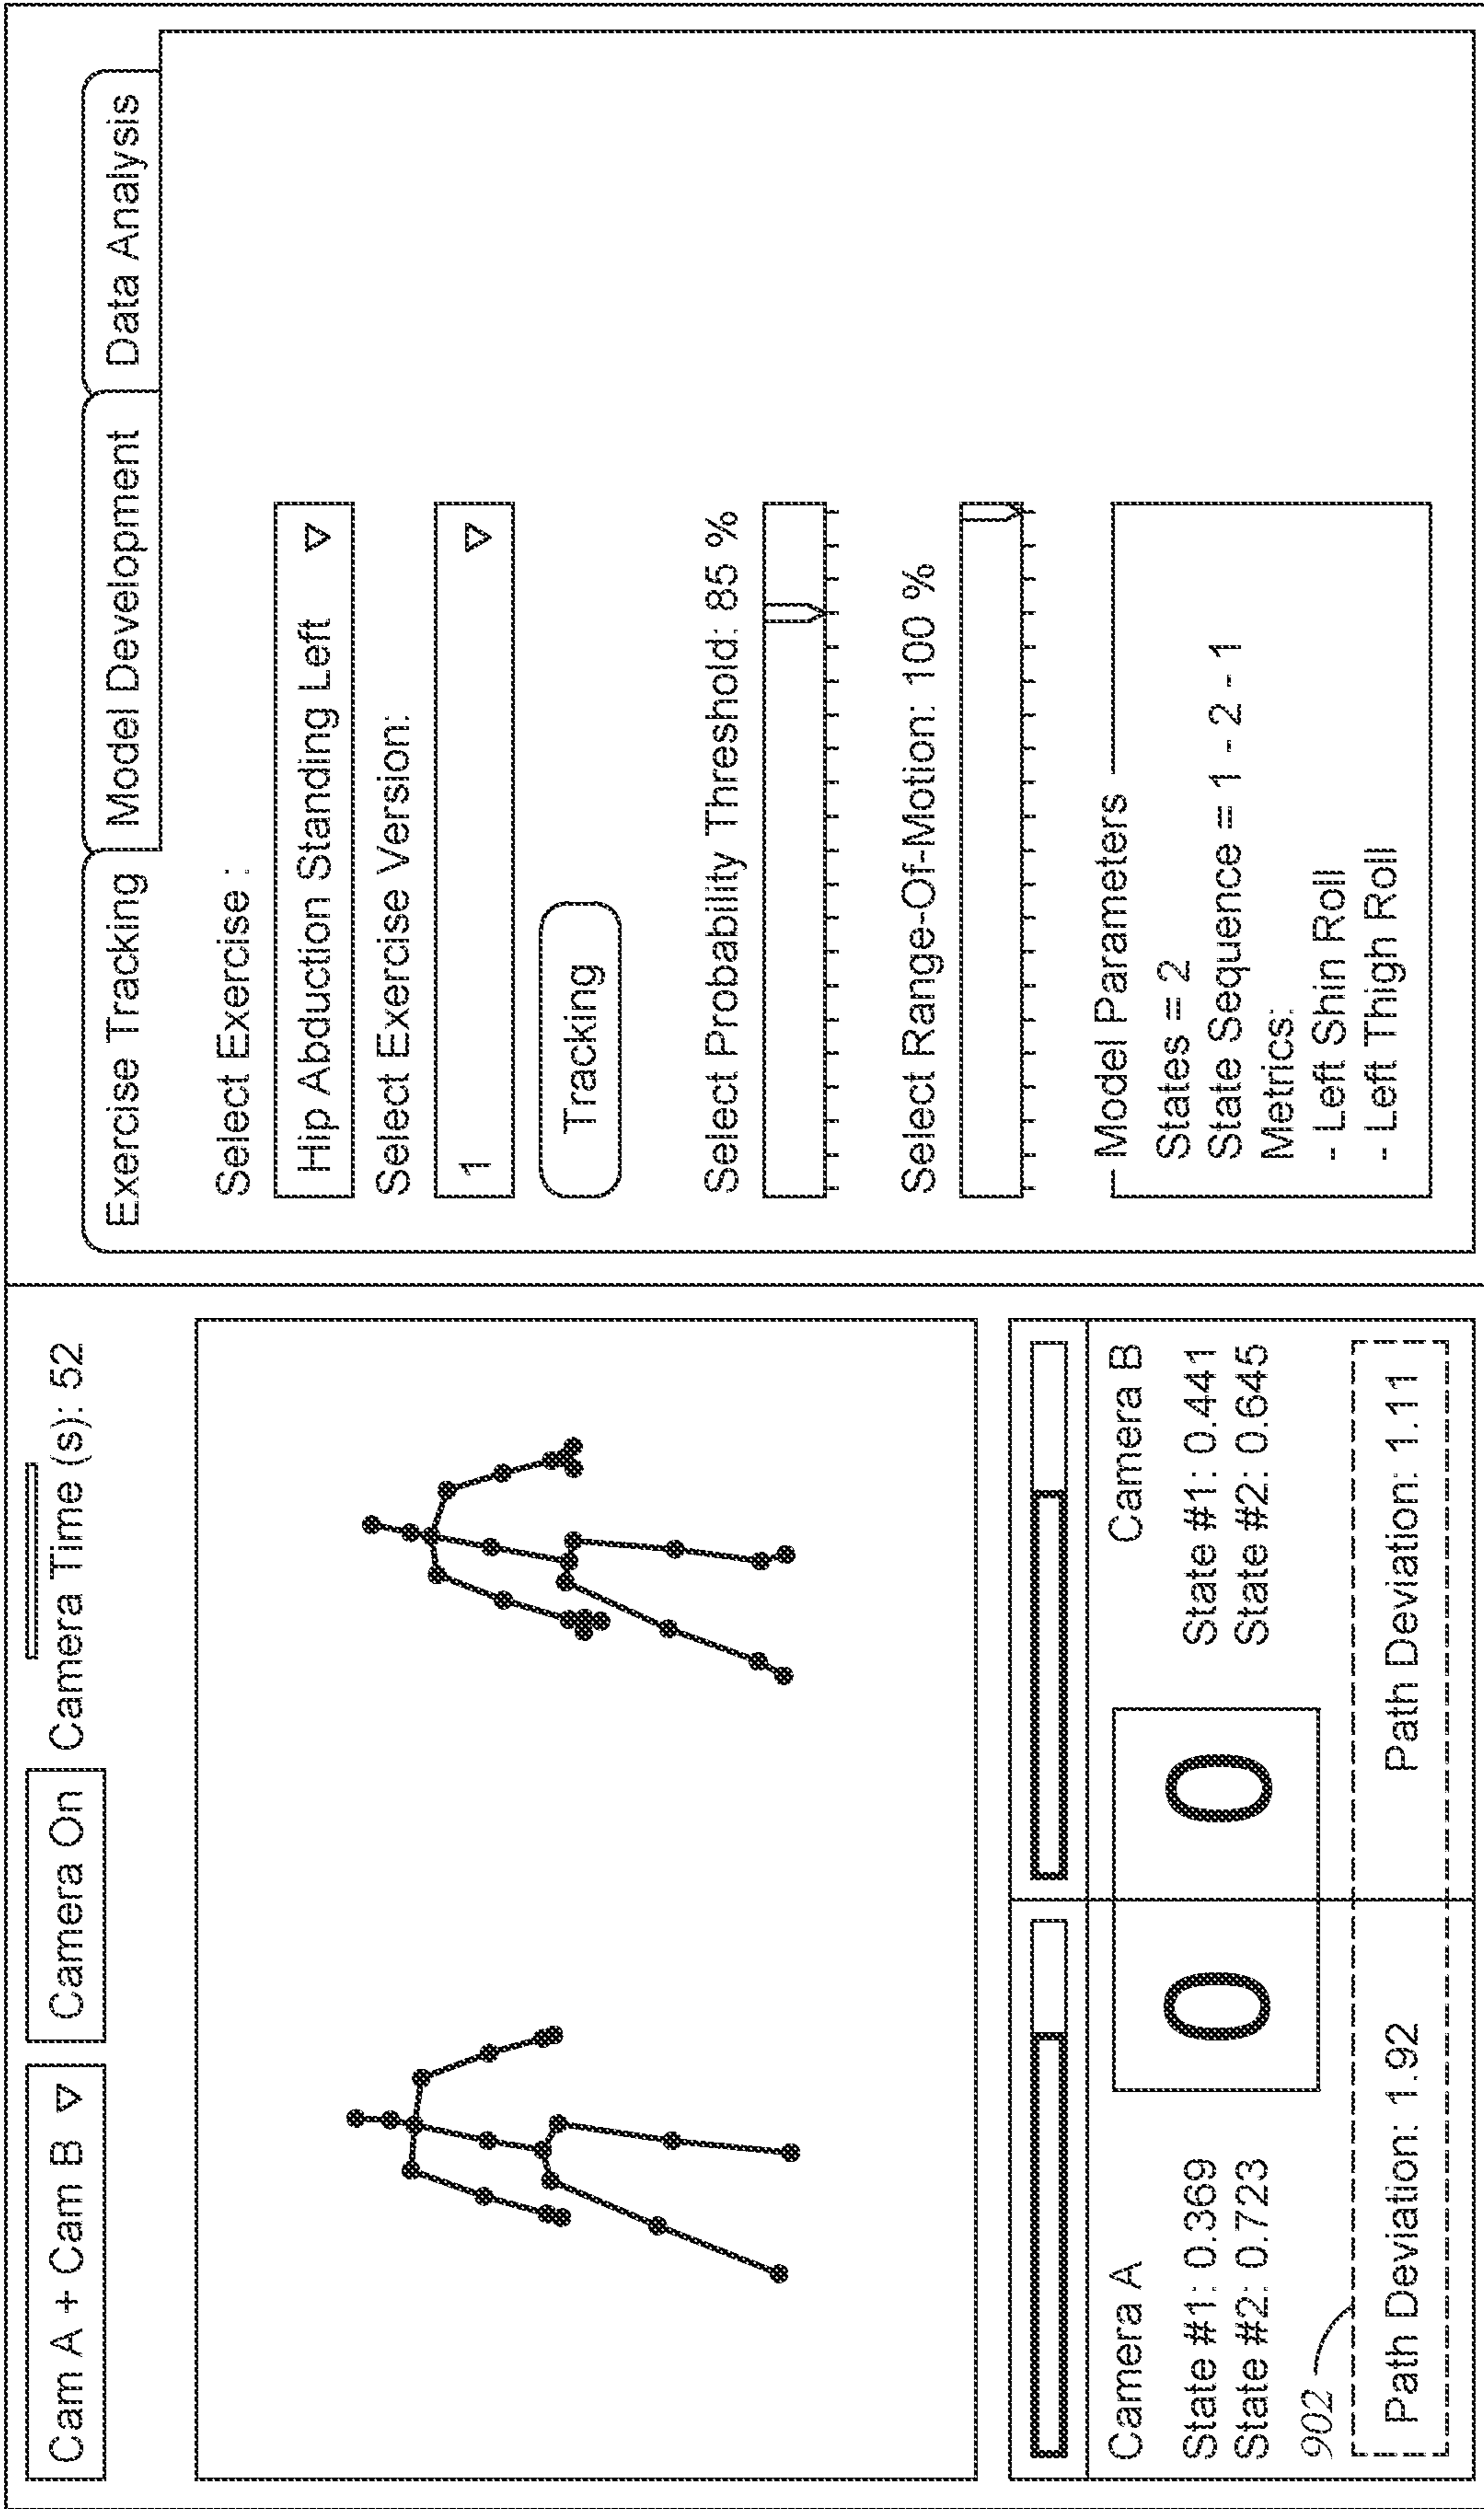 Cam A + Cam B
Camera On
Camera Time (s): 52
Camera A
State #1: 0.369
State #2: 0.723
0
0
Camera B
State #1: 0.441
State #2: 0.645
902
Path Deviation: 1.92
Path Deviation: 1.11
Exercise Tracking
Model Development
Data Analysis
Select Exercise :
Hip Abduction Standing Left
Select Exercise Version:
1
Tracking
Select Probability Threshold: 85 %
Select Range-Of-Motion: 100 %
Model Parameters
States = 2
State Sequence = 1 - 2 - 1
Metrics:
- Left Shin Roll
- Left Thigh Roll